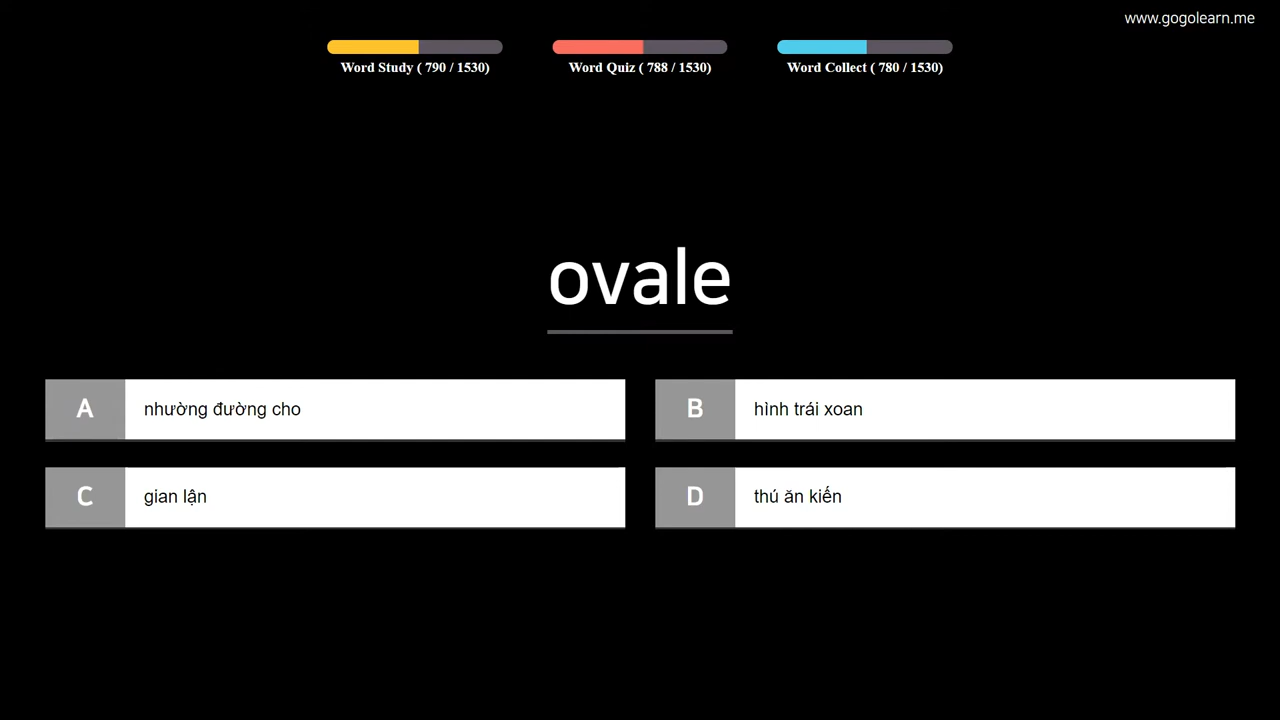 www.gogolearn.me
Word Study ( 790 / 1530)
Word Quiz ( 788 / 1530)
Word Collect ( 780 / 1530)
ovale
A nhường đường cho
B hình trái xoan
C gian lận
D thú ăn kiến